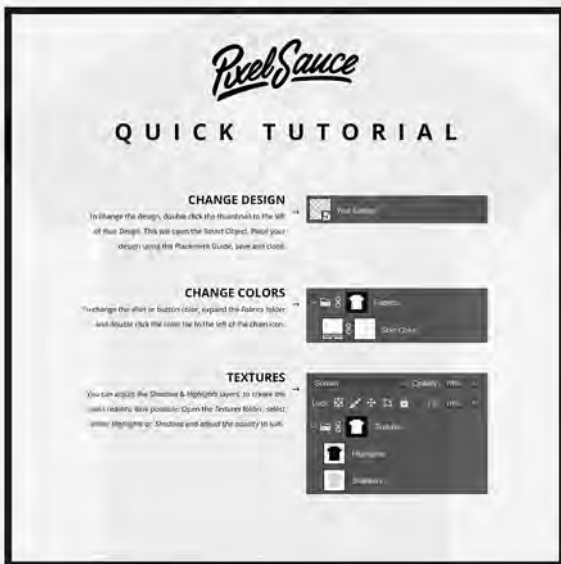 PixelSauce
QUICK TUTORIAL
CHANGE DESIGN
To change the design, double click the thumbnail to the left
of Your Design. This will open the Smart Object. Place your
design using the Placement Guide, save and close.
Your Design
CHANGE COLORS
To change the shirt or button color, expand the Fabrics folder
and double click the color tile to the left of the chain icon.
Fabrics
Shirt Color
TEXTURES
You can adjust the Shadows & Highlights layers, to create the
most realistic look possible. Open the Textures folder, select
either Highlights or Shadows and adjust the opacity to suit.
Screen Opacity:
Lock:
Textures
Highlights
Shadows